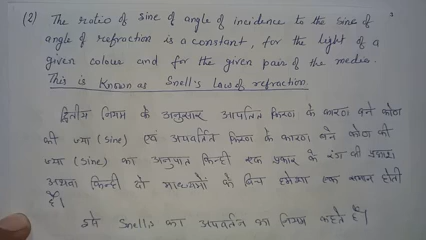 (2) The ratio of sine of angle of incidence to the sine of
angle of refraction is a constant, for the light of a
given colour and for the given pair of the media.
This is known as Snell's Law of refraction
द्वितीय नियम के अनुसार आपतित किरण के कारण बने कोण
की ज्या (sine) एवं अपवर्तित किरण के कारण बने कोण की
ज्या (sine) का अनुपात किन्ही एक प्रकार के रंग की प्रकाश
अथवा किन्ही दो माध्यमों के बिच हमेशा एक समान होती
है।
इसे Snell's का अपवर्तन का नियम कहते हैं।